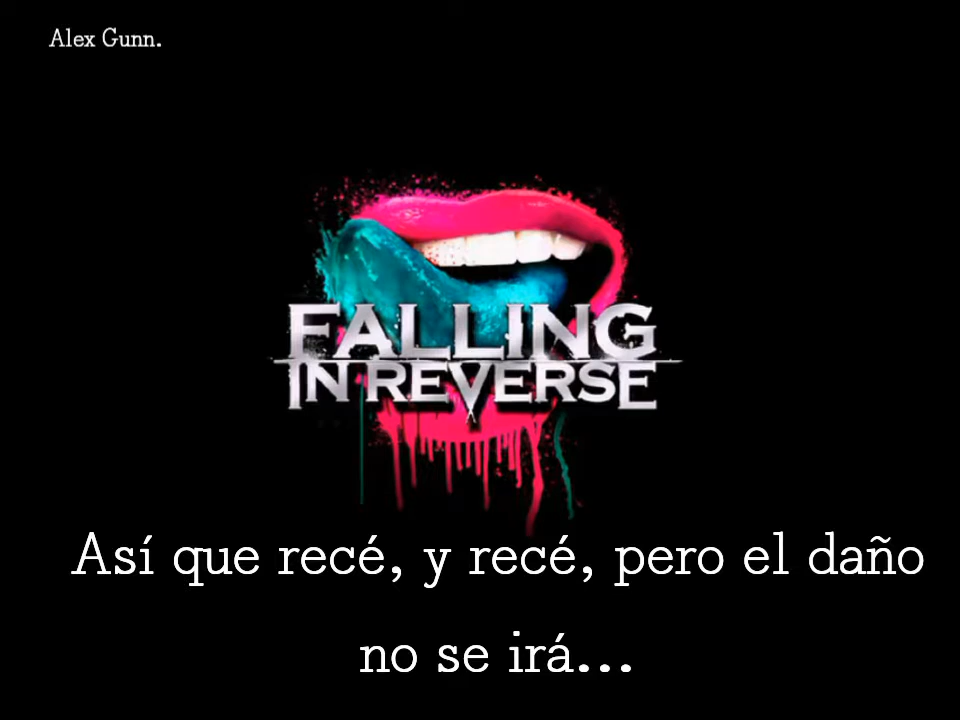 Alex Gunn.
FALLING
IN REVERSE
Así que recé, y recé, pero el daño
no se irá...